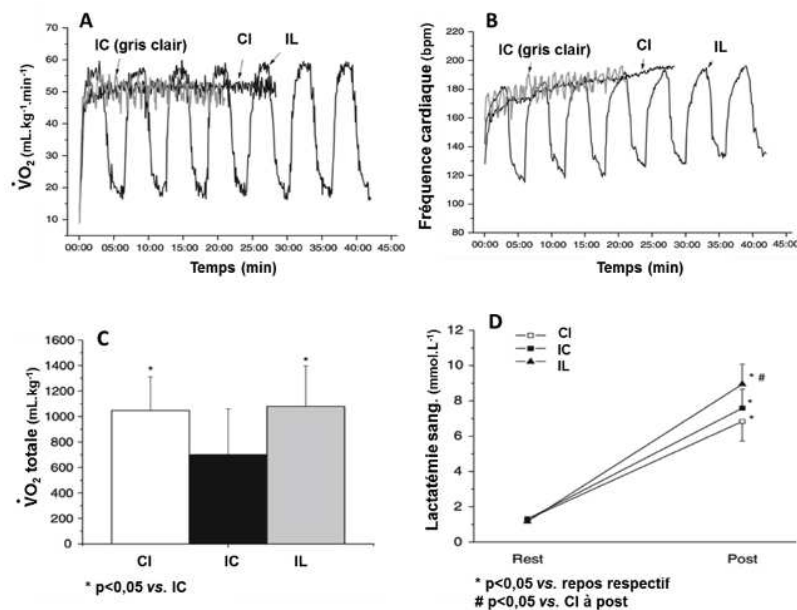 A
IC (gris clair)
CI
IL
V̇O₂ (mL.kg⁻¹.min⁻¹)
70
60
50
40
30
20
10
00:00 05:00 10:00 15:00 20:00 25:00 30:00 35:00 40:00 45:00
Temps (min)
B
IC (gris clair)
CI
IL
Fréquence cardiaque (bpm)
220
200
180
160
140
120
100
80
00:00 05:00 10:00 15:00 20:00 25:00 30:00 35:00 40:00 45:00
Temps (min)
C
V̇O₂ totale (mL.kg⁻¹)
1600
1400
1200
1000
800
600
400
200
0
*
*
CI IC IL
* p<0,05 vs. IC
D
CI
IC
IL
Lactatémie sang. (mmol.L⁻¹)
12
10
8
6
4
2
0
* #
*
*
Rest Post
* p<0,05 vs. repos respectif
# p<0,05 vs. CI à post